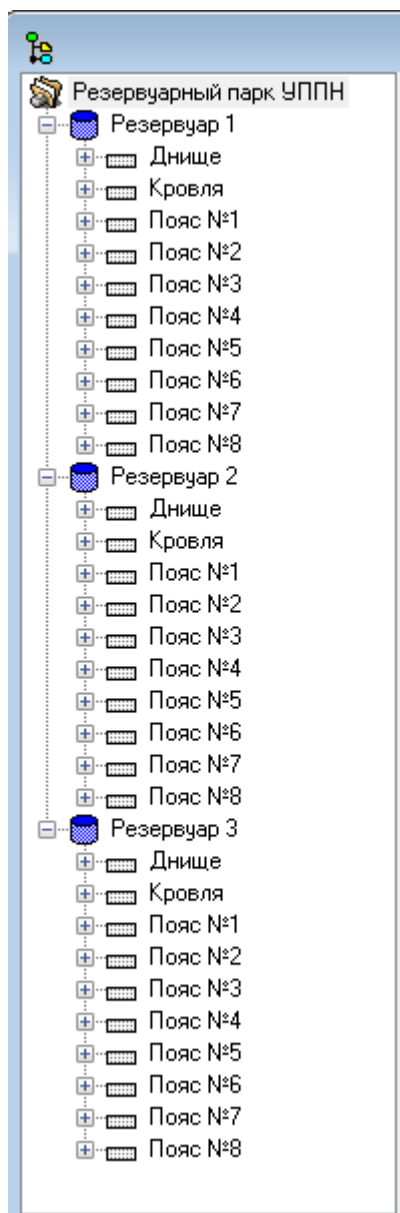 Резервуарный парк УППН
Резервуар 1
Днище
Кровля
Пояс №1
Пояс №2
Пояс №3
Пояс №4
Пояс №5
Пояс №6
Пояс №7
Пояс №8
Резервуар 2
Днище
Кровля
Пояс №1
Пояс №2
Пояс №3
Пояс №4
Пояс №5
Пояс №6
Пояс №7
Пояс №8
Резервуар 3
Днище
Кровля
Пояс №1
Пояс №2
Пояс №3
Пояс №4
Пояс №5
Пояс №6
Пояс №7
Пояс №8